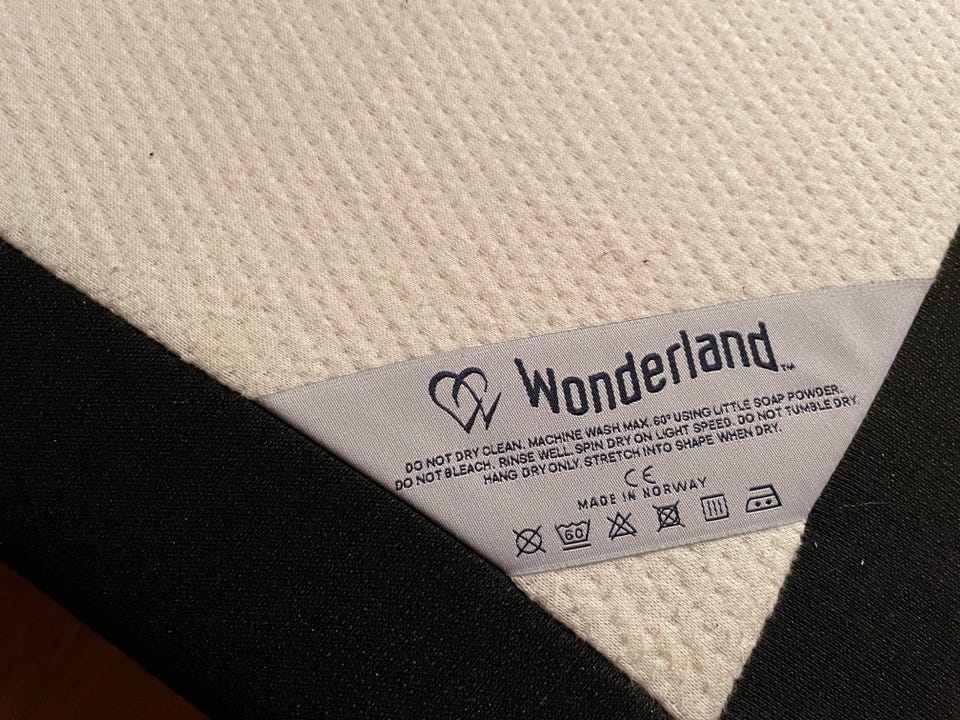 Wonderland™
DO NOT DRY CLEAN. MACHINE WASH MAX. 60° USING LITTLE SOAP POWDER.
DO NOT BLEACH. RINSE WELL. SPIN DRY ON LIGHT SPEED. DO NOT TUMBLE DRY.
HANG DRY ONLY. STRETCH INTO SHAPE WHEN DRY.
CE
MADE IN NORWAY
60